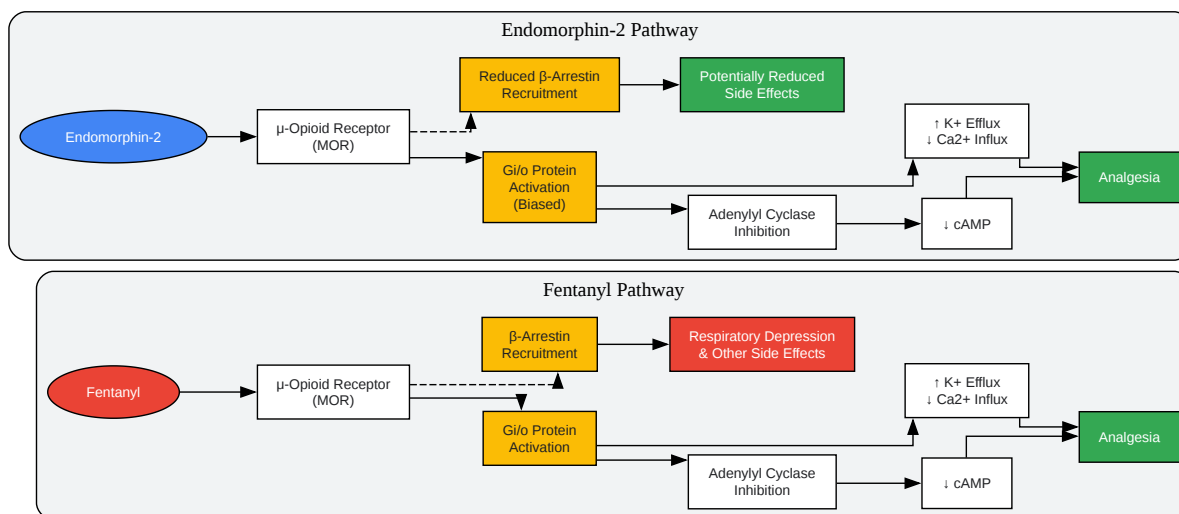 Endomorphin-2 Pathway
Reduced β-Arrestin
Recruitment
Potentially Reduced
Side Effects
Endomorphin-2
μ-Opioid Receptor
(MOR)
↑ K+ Efflux
↓ Ca2+ Influx
Gi/o Protein
Activation
(Biased)
Analgesia
Adenylyl Cyclase
Inhibition
↓ cAMP
Fentanyl Pathway
β-Arrestin
Recruitment
Respiratory Depression
& Other Side Effects
Fentanyl
μ-Opioid Receptor
(MOR)
↑ K+ Efflux
↓ Ca2+ Influx
Gi/o Protein
Activation
Analgesia
Adenylyl Cyclase
Inhibition
↓ cAMP